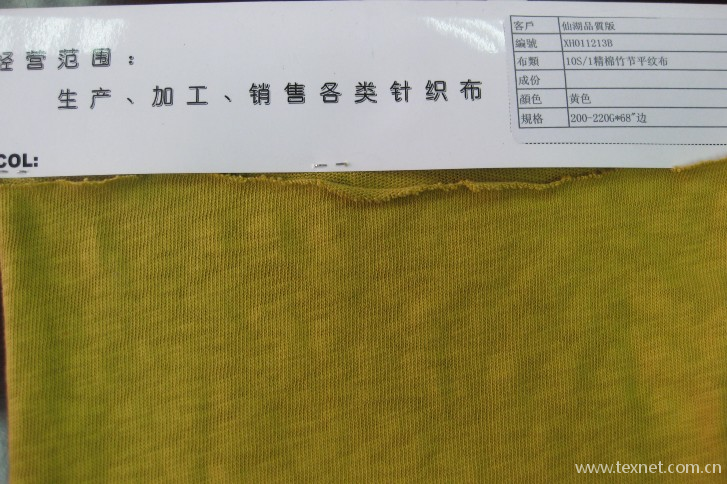 经营范围：
生产、加工、销售各类针织布
COL:
客戶 仙湖品質版
編號 XH011213B
布類 10S/1精棉竹节平纹布
成份
顏色 黄色
規格 200-220G*68"边
www.texnet.com.cn